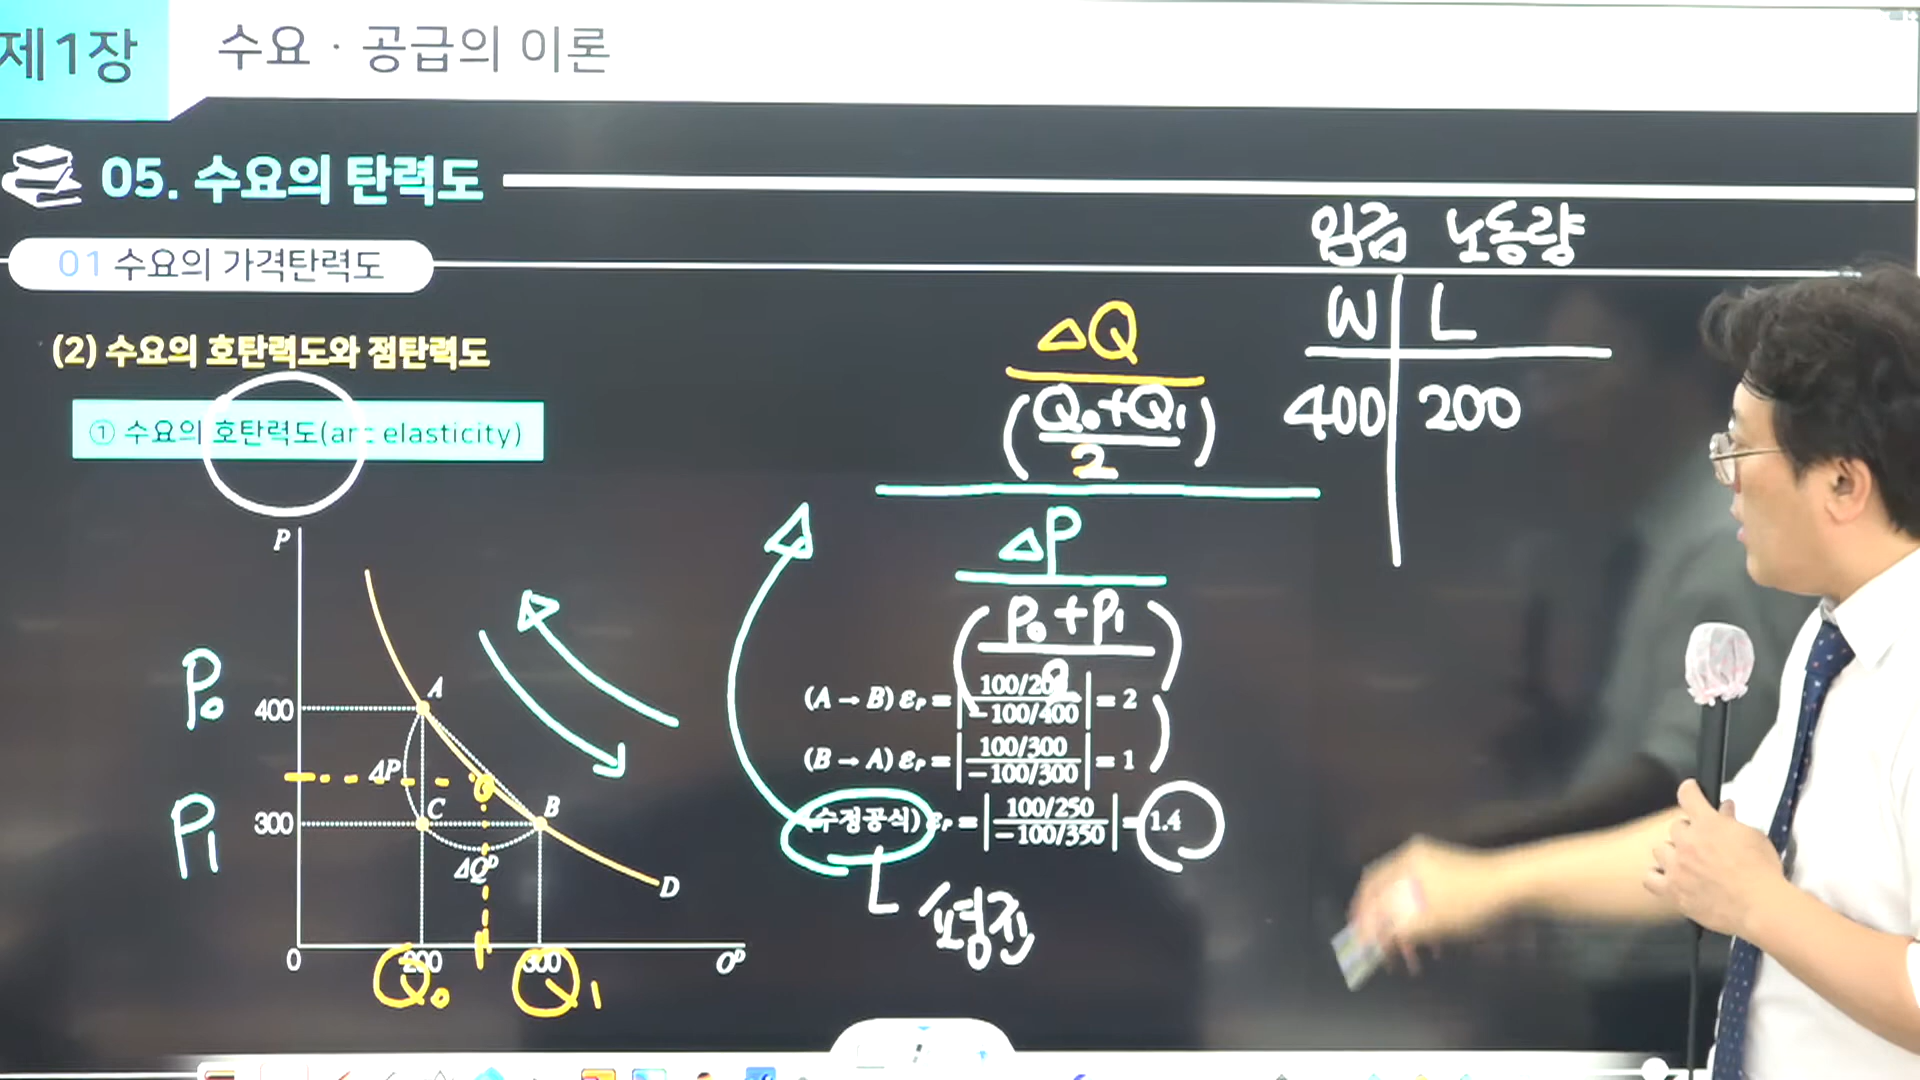 제1장
수요·공급의 이론
05. 수요의 탄력도
01 수요의 가격탄력도
(2) 수요의 호탄력도와 점탄력도
① 수요의 호탄력도(arc elasticity)
임금 노동량
W L
400 200
ΔQ
(Q₀+Q₁
2)
ΔP
(P₀+P₁
2)
P
P₀
400
A
ΔP
C
B
P₁
300
ΔQᴰ
D
0
200
300
Qᴰ
Q₀
Q₁
(A → B) εₚ = |100/200 / −100/400| = 2
(B → A) εₚ = |100/300 / −100/300| = 1
(수정공식) εₚ = |100/250 / −100/350| = 1.4